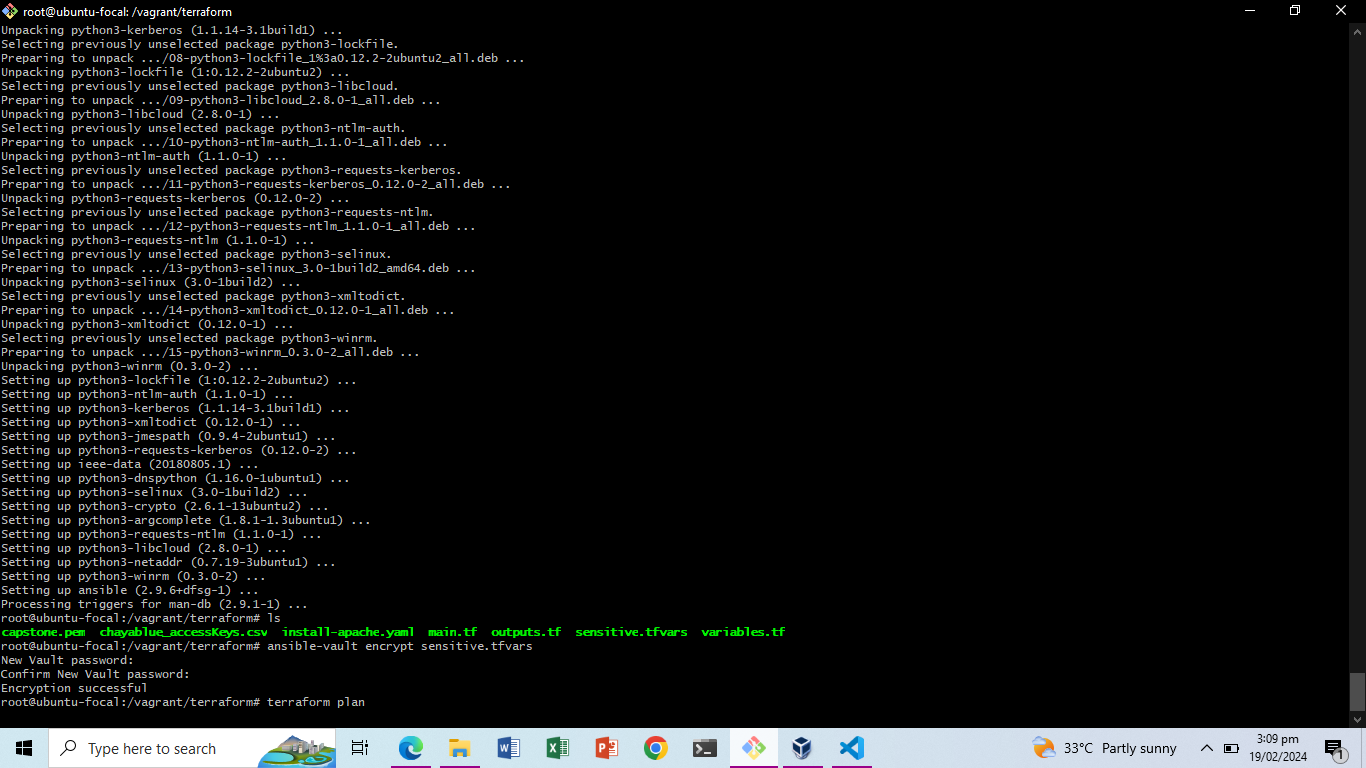 root@ubuntu-focal: /vagrant/terraform
Unpacking python3-kerberos (1.1.14-3.1build1) ...
Selecting previously unselected package python3-lockfile.
Preparing to unpack .../08-python3-lockfile_1%3a0.12.2-2ubuntu2_all.deb ...
Unpacking python3-lockfile (1:0.12.2-2ubuntu2) ...
Selecting previously unselected package python3-libcloud.
Preparing to unpack .../09-python3-libcloud_2.8.0-1_all.deb ...
Unpacking python3-libcloud (2.8.0-1) ...
Selecting previously unselected package python3-ntlm-auth.
Preparing to unpack .../10-python3-ntlm-auth_1.1.0-1_all.deb ...
Unpacking python3-ntlm-auth (1.1.0-1) ...
Selecting previously unselected package python3-requests-kerberos.
Preparing to unpack .../11-python3-requests-kerberos_0.12.0-2_all.deb ...
Unpacking python3-requests-kerberos (0.12.0-2) ...
Selecting previously unselected package python3-requests-ntlm.
Preparing to unpack .../12-python3-requests-ntlm_1.1.0-1_all.deb ...
Unpacking python3-requests-ntlm (1.1.0-1) ...
Selecting previously unselected package python3-selinux.
Preparing to unpack .../13-python3-selinux_3.0-1build2_amd64.deb ...
Unpacking python3-selinux (3.0-1build2) ...
Selecting previously unselected package python3-xmltodict.
Preparing to unpack .../14-python3-xmltodict_0.12.0-1_all.deb ...
Unpacking python3-xmltodict (0.12.0-1) ...
Selecting previously unselected package python3-winrm.
Preparing to unpack .../15-python3-winrm_0.3.0-2_all.deb ...
Unpacking python3-winrm (0.3.0-2) ...
Setting up python3-lockfile (1:0.12.2-2ubuntu2) ...
Setting up python3-ntlm-auth (1.1.0-1) ...
Setting up python3-kerberos (1.1.14-3.1build1) ...
Setting up python3-xmltodict (0.12.0-1) ...
Setting up python3-jmespath (0.9.4-2ubuntu1) ...
Setting up python3-requests-kerberos (0.12.0-2) ...
Setting up ieee-data (20180805.1) ...
Setting up python3-dnspython (1.16.0-1ubuntu1) ...
Setting up python3-selinux (3.0-1build2) ...
Setting up python3-crypto (2.6.1-13ubuntu2) ...
Setting up python3-argcomplete (1.8.1-1.3ubuntu1) ...
Setting up python3-requests-ntlm (1.1.0-1) ...
Setting up python3-libcloud (2.8.0-1) ...
Setting up python3-netaddr (0.7.19-3ubuntu1) ...
Setting up python3-winrm (0.3.0-2) ...
Setting up ansible (2.9.6+dfsg-1) ...
Processing triggers for man-db (2.9.1-1) ...
root@ubuntu-focal:/vagrant/terraform# ls
capstone.pem  chayablue_accessKeys.csv  install-apache.yaml  main.tf  outputs.tf  sensitive.tfvars  variables.tf
root@ubuntu-focal:/vagrant/terraform# ansible-vault encrypt sensitive.tfvars
New Vault password:
Confirm New Vault password:
Encryption successful
root@ubuntu-focal:/vagrant/terraform# terraform plan
Type here to search
33°C Partly sunny
3:09 pm
19/02/2024
1